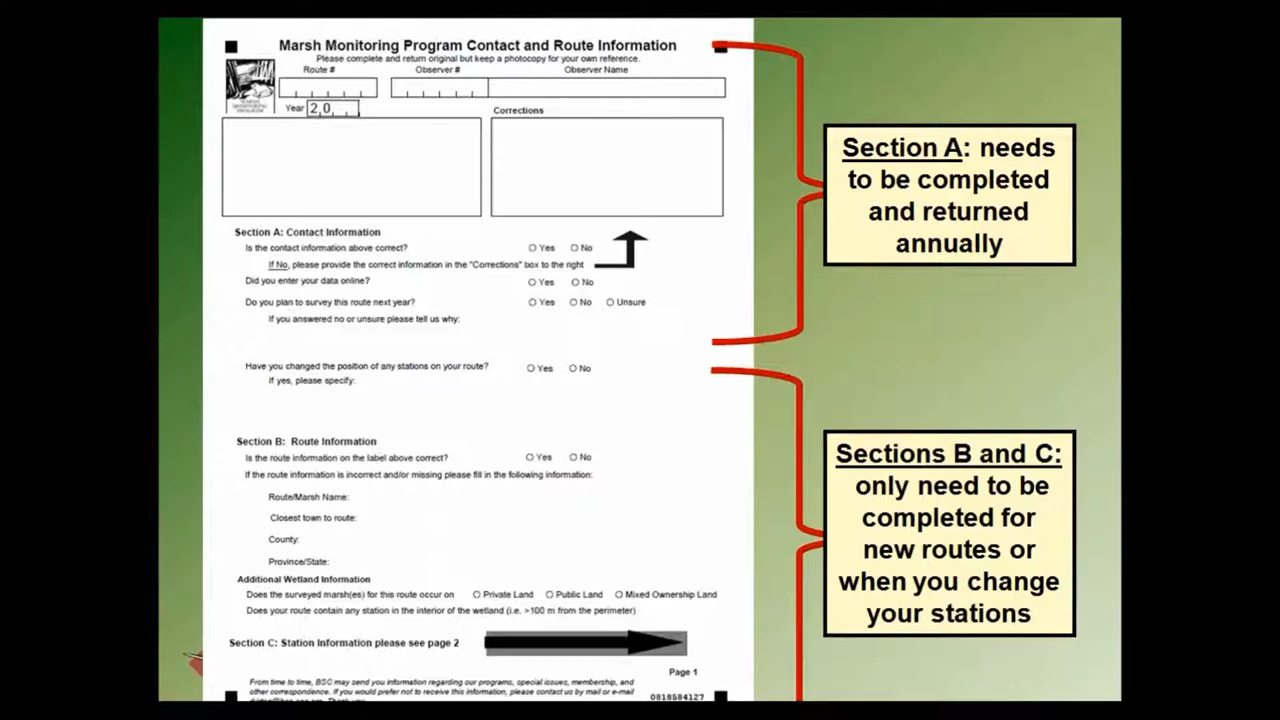 Marsh Monitoring Program Contact and Route Information
Please complete and return original but keep a photocopy for your own reference.
Route #
Observer #
Observer Name
MARSH
MONITORING
PROGRAM
Year 2,0
Corrections
Section A: Contact Information
Is the contact information above correct? Yes No
If No, please provide the correct information in the "Corrections" box to the right
Did you enter your data online? Yes No
Do you plan to survey this route next year? Yes No Unsure
If you answered no or unsure please tell us why:
Have you changed the position of any stations on your route? Yes No
If yes, please specify:
Section B: Route Information
Is the route information on the label above correct? Yes No
If the route information is incorrect and/or missing please fill in the following information:
Route/Marsh Name:
Closest town to route:
County:
Province/State:
Additional Wetland Information
Does the surveyed marsh(es) for this route occur on Private Land Public Land Mixed Ownership Land
Does your route contain any station in the interior of the wetland (i.e. >100 m from the perimeter)
Section C: Station Information please see page 2
Page 1
From time to time, BSC may send you information regarding our programs, special issues, membership, and
other correspondence. If you would prefer not to receive this information, please contact us by mail or e-mail
0818584127
Section A: needs
to be completed
and returned
annually
Sections B and C:
only need to be
completed for
new routes or
when you change
your stations